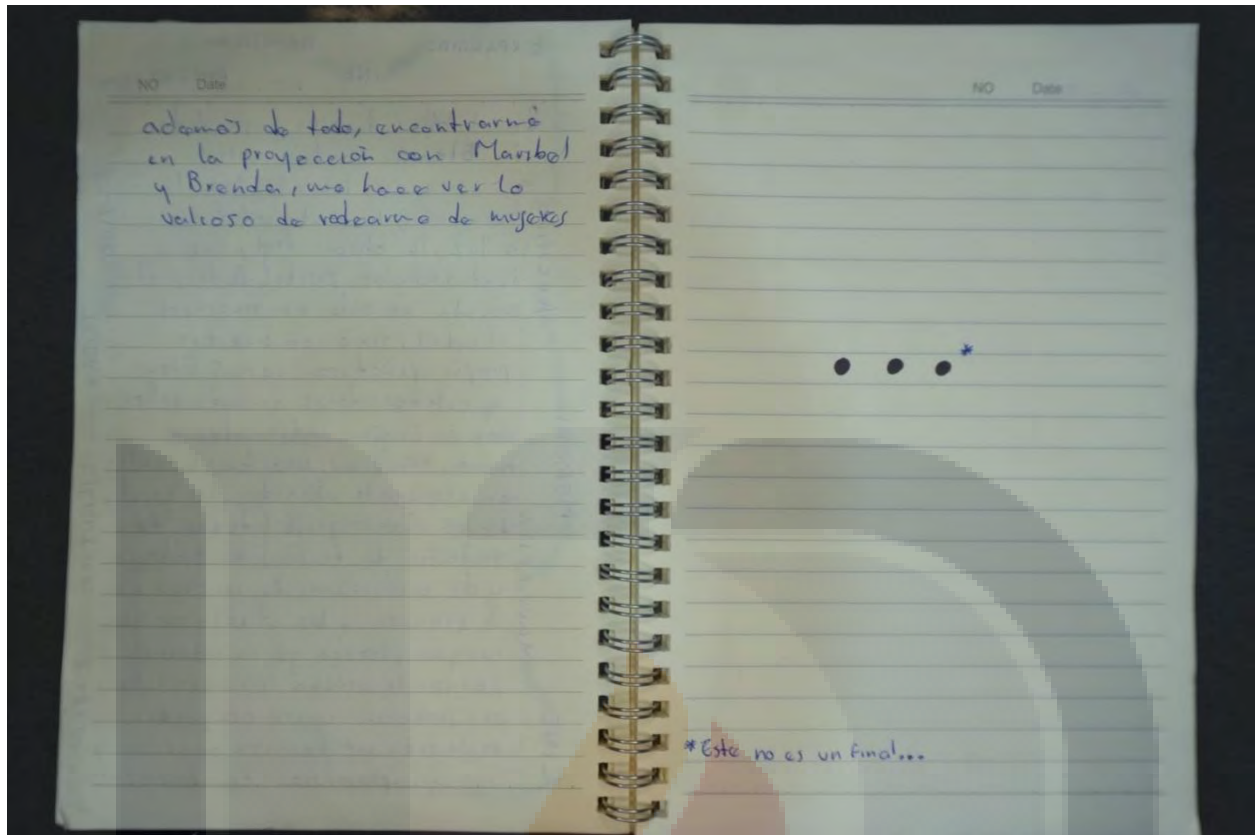 NO Date
además de todo, encontrarme
en la proyección con Maribel
y Brenda, me hace ver lo
valioso de rodearme de mujeres
NO Date
● ● ● *
* Este no es un final...